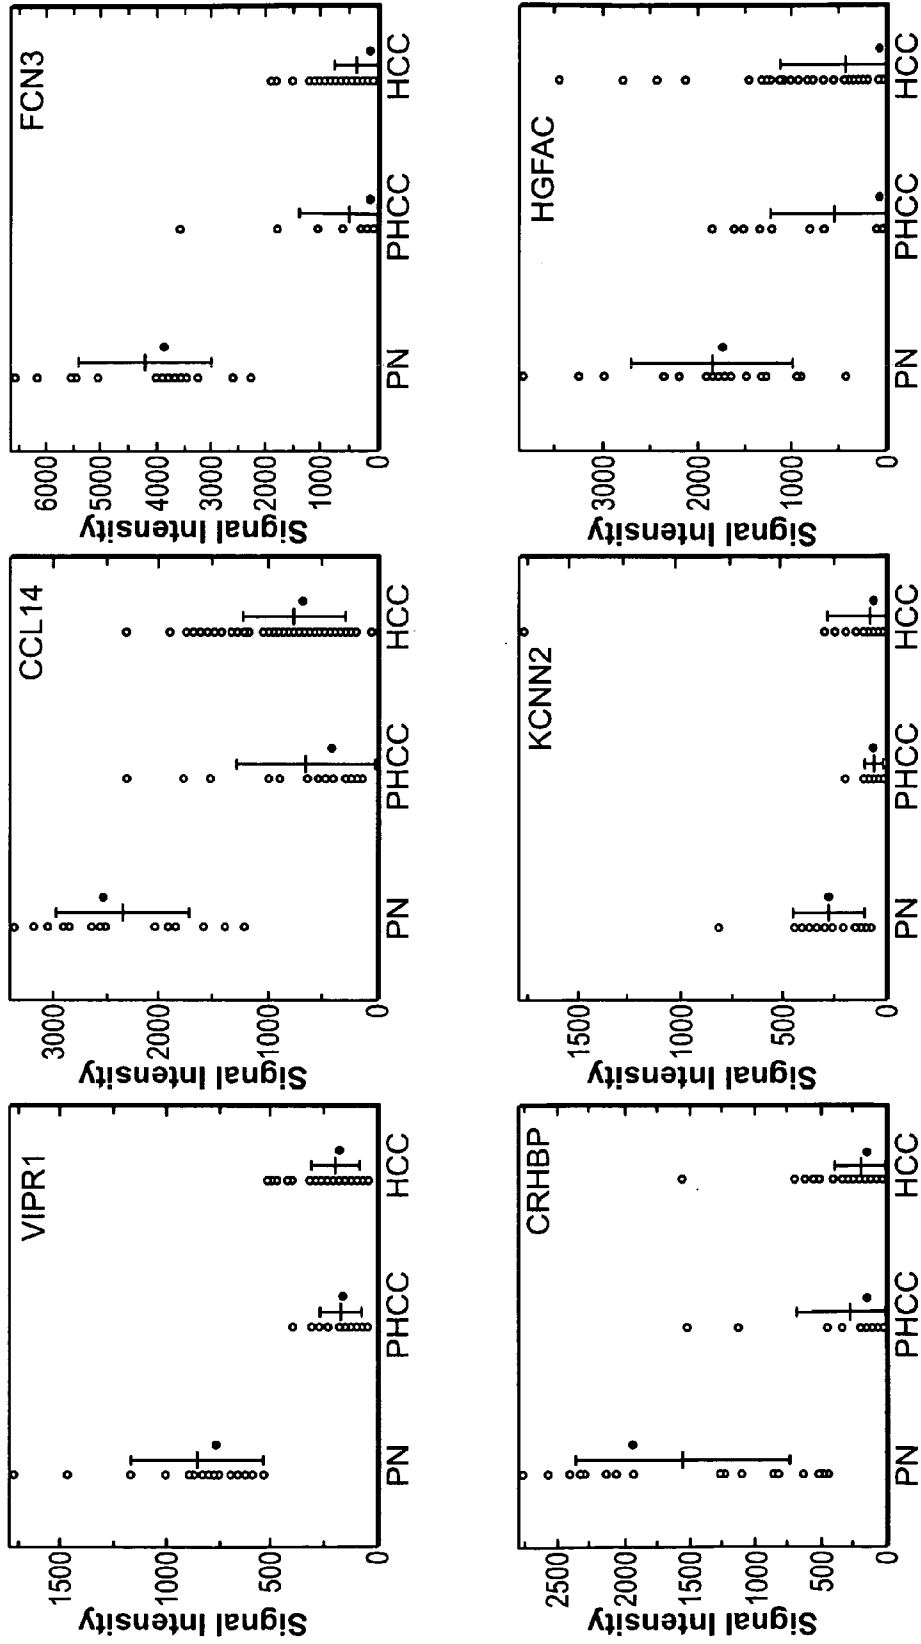 VIPR1
Signal Intensity
1500
1000
500
0
PN PHCC HCC
CCL14
Signal Intensity
3000
2000
1000
0
PN PHCC HCC
FCN3
Signal Intensity
6000
5000
4000
3000
2000
1000
0
PN PHCC HCC
CRHBP
Signal Intensity
2500
2000
1500
1000
500
0
PN PHCC HCC
KCNN2
Signal Intensity
1500
1000
500
0
PN PHCC HCC
HGFAC
Signal Intensity
3000
2000
1000
0
PN PHCC HCC